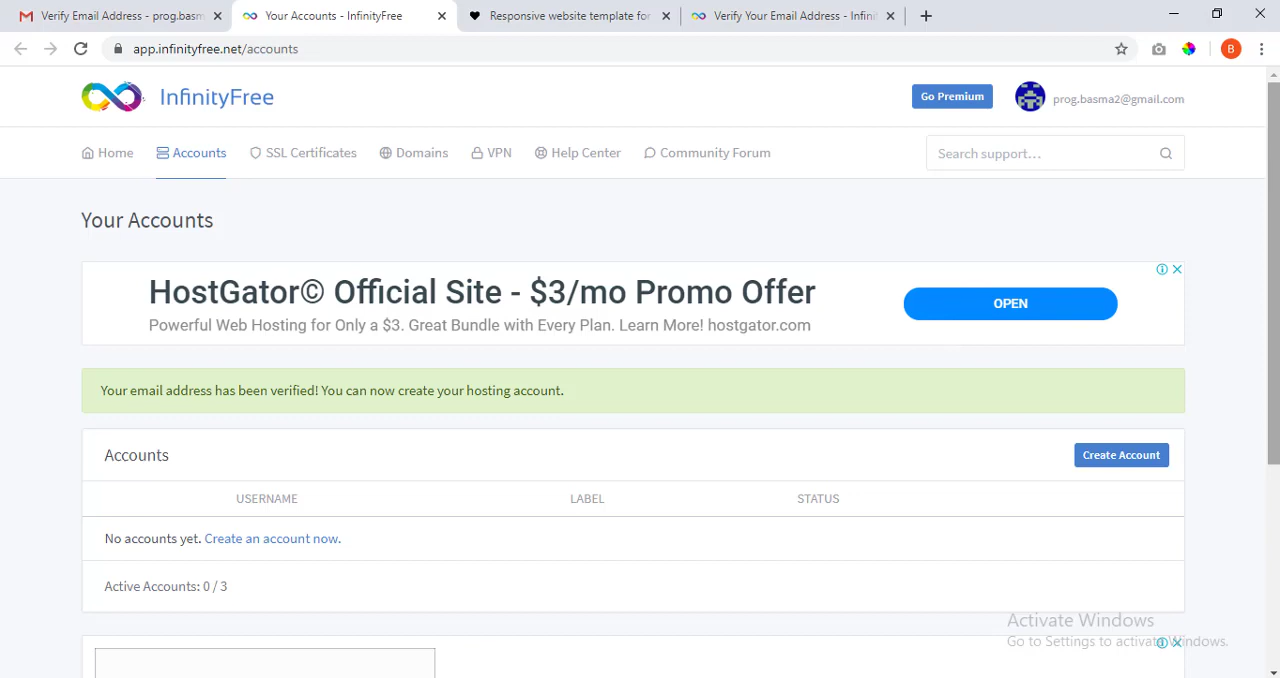 Verify Email Address - prog.basm
Your Accounts - InfinityFree
Responsive website template for
Verify Your Email Address - Infini
app.infinityfree.net/accounts
B
InfinityFree
Go Premium
prog.basma2@gmail.com
Home
Accounts
SSL Certificates
Domains
VPN
Help Center
Community Forum
Search support...
Your Accounts
HostGator© Official Site - $3/mo Promo Offer
Powerful Web Hosting for Only a $3. Great Bundle with Every Plan. Learn More! hostgator.com
OPEN
Your email address has been verified! You can now create your hosting account.
Accounts
Create Account
USERNAME LABEL STATUS
No accounts yet. Create an account now.
Active Accounts: 0 / 3
Activate Windows
Go to Settings to activate Windows.